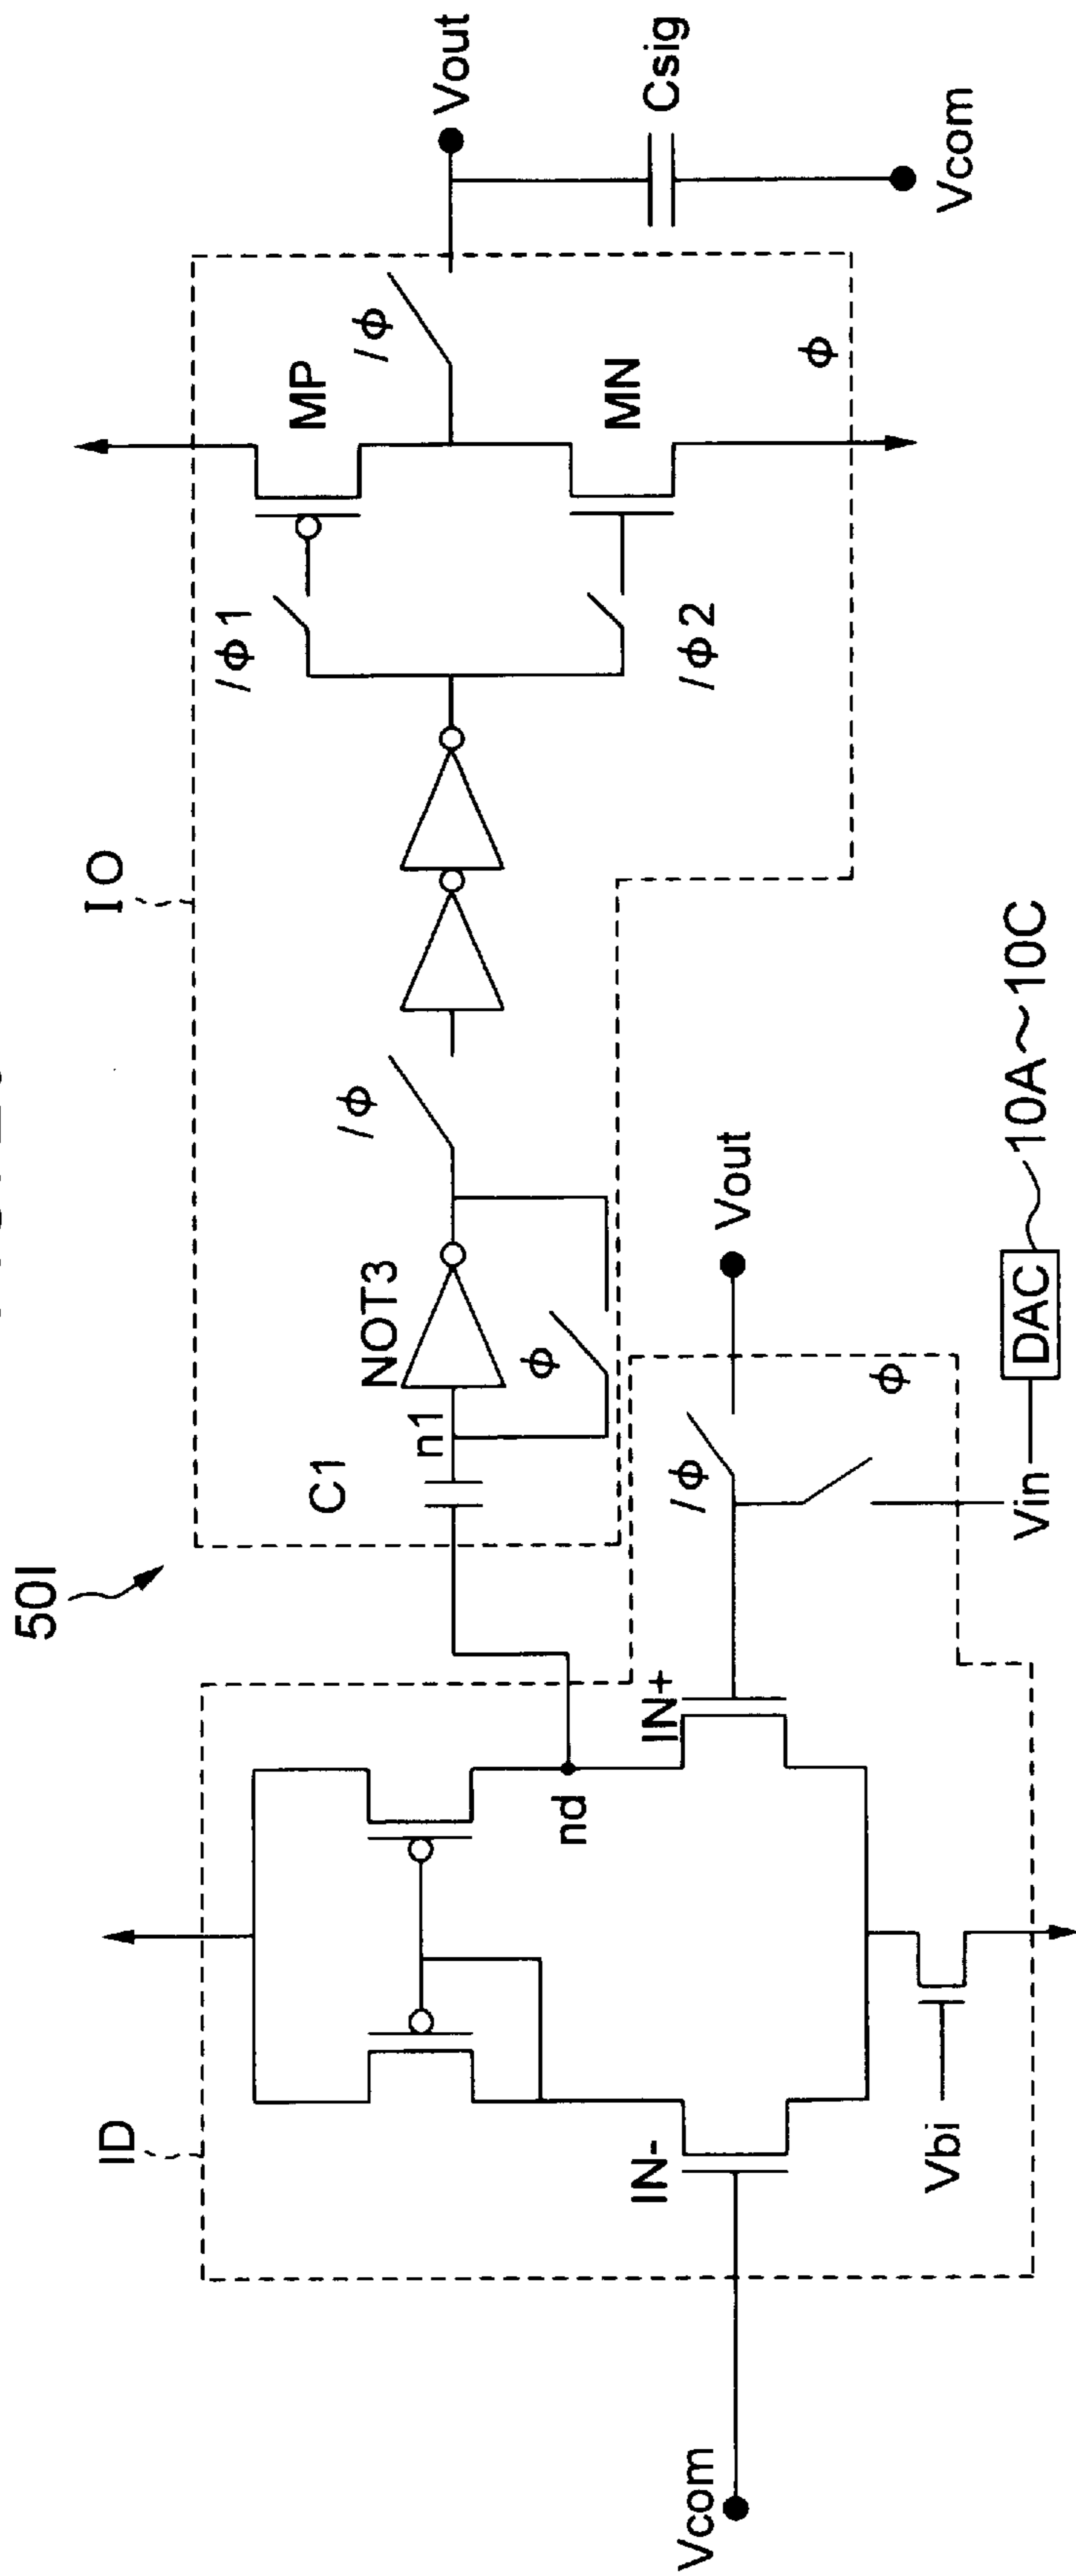 50I
IO
/φ1
MP
/φ
Vout
Csig
Vcom
MN
/φ2
φ
/φ
NOT3
n1
φ
C1
ID
nd
IN+
IN-
/φ
Vout
φ
Vin
DAC
10A~10C
Vbi
Vcom